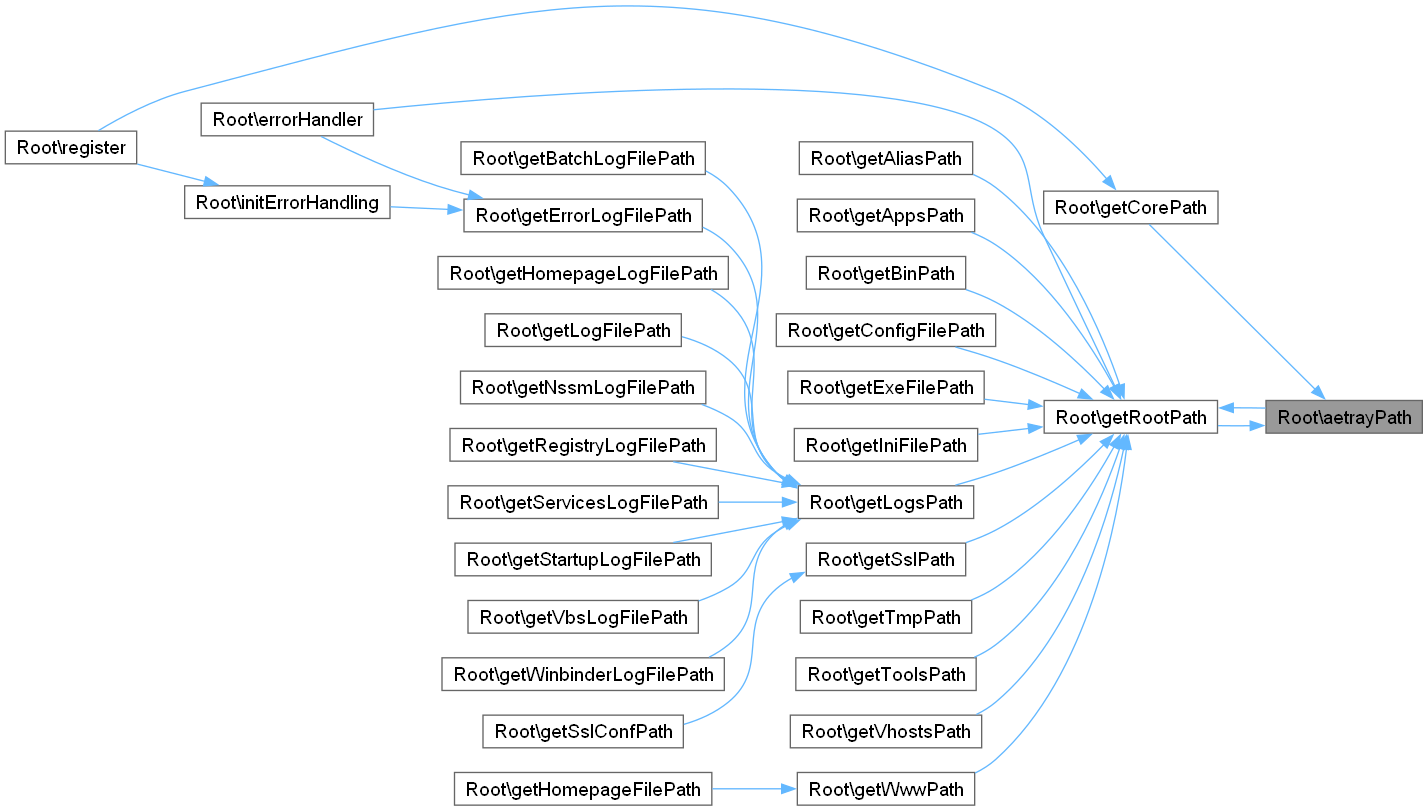 Root\register
Root\errorHandler
Root\initErrorHandling
Root\getBatchLogFilePath
Root\getErrorLogFilePath
Root\getHomepageLogFilePath
Root\getLogFilePath
Root\getNssmLogFilePath
Root\getRegistryLogFilePath
Root\getServicesLogFilePath
Root\getStartupLogFilePath
Root\getVbsLogFilePath
Root\getWinbinderLogFilePath
Root\getSslConfPath
Root\getHomepageFilePath
Root\getAliasPath
Root\getAppsPath
Root\getBinPath
Root\getConfigFilePath
Root\getExeFilePath
Root\getIniFilePath
Root\getLogsPath
Root\getSslPath
Root\getTmpPath
Root\getToolsPath
Root\getVhostsPath
Root\getWwwPath
Root\getCorePath
Root\getRootPath
Root\aetrayPath